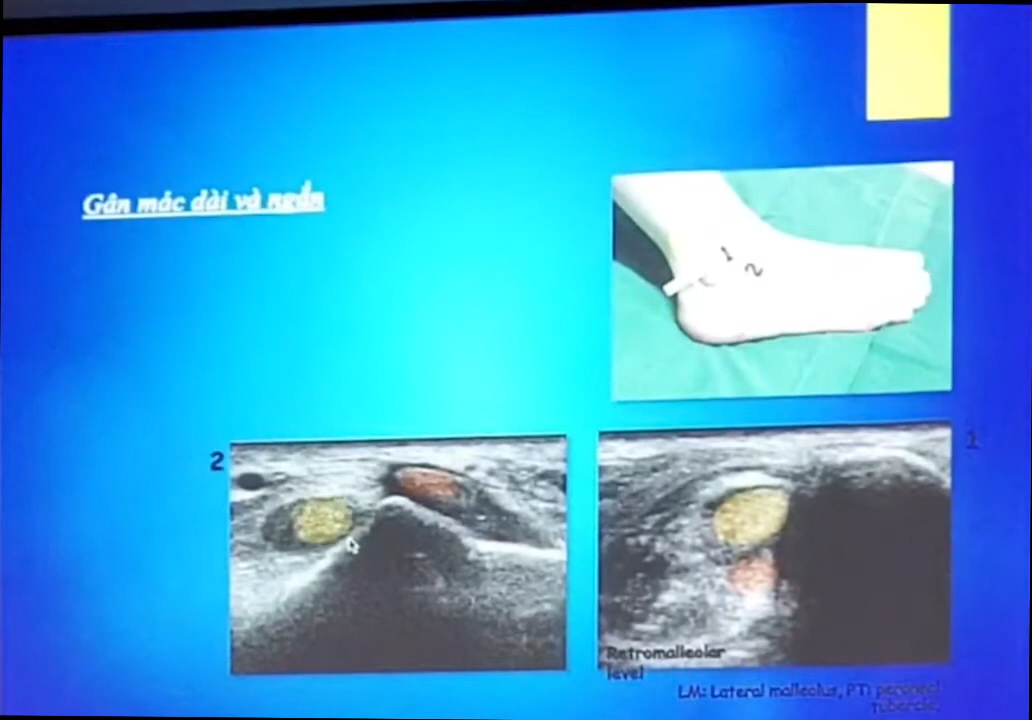 Gân mác dài và ngắn
1
2
2
1
Retromalleolar
level
LM: Lateral malleolus, PT: peroneal
tubercle.